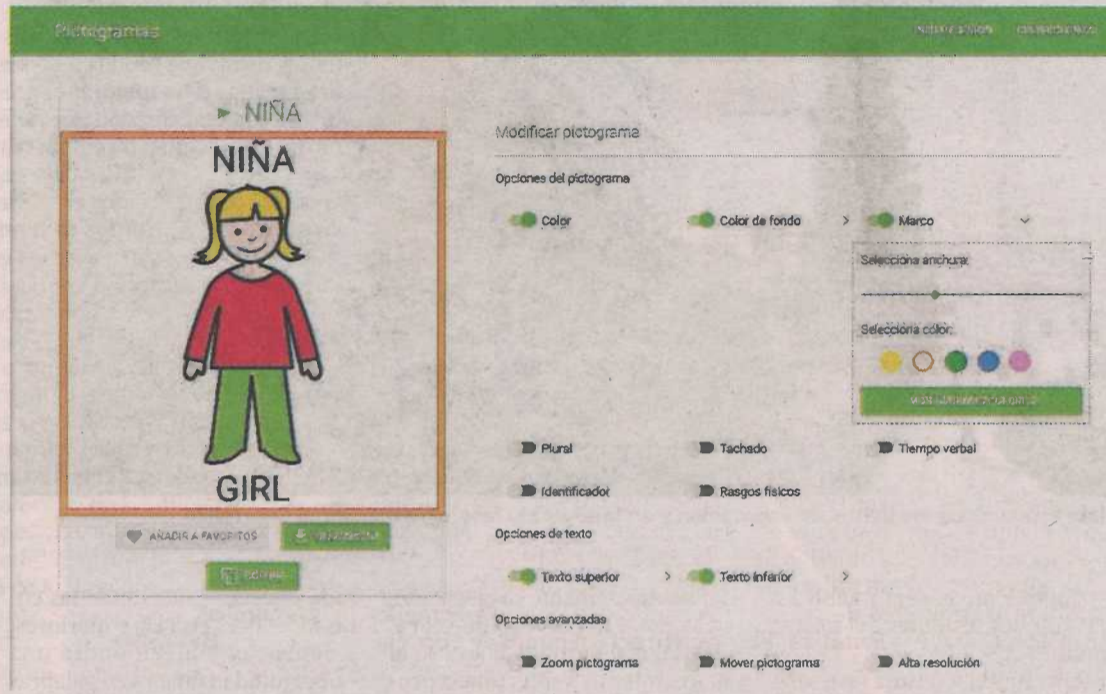 Pictogramas
► NIÑA
NIÑA
GIRL
AÑADIR A FAVORITOS
Modificar pictograma
Opciones del pictograma
Color
Color de fondo
Marco
Selecciona anchura:
Selecciona color:
Plural
Tachado
Tiempo verbal
Identificador
Rasgos físicos
Opciones de texto
Texto superior
Texto inferior
Opciones avanzadas
Zoom pictograma
Mover pictograma
Alta resolución